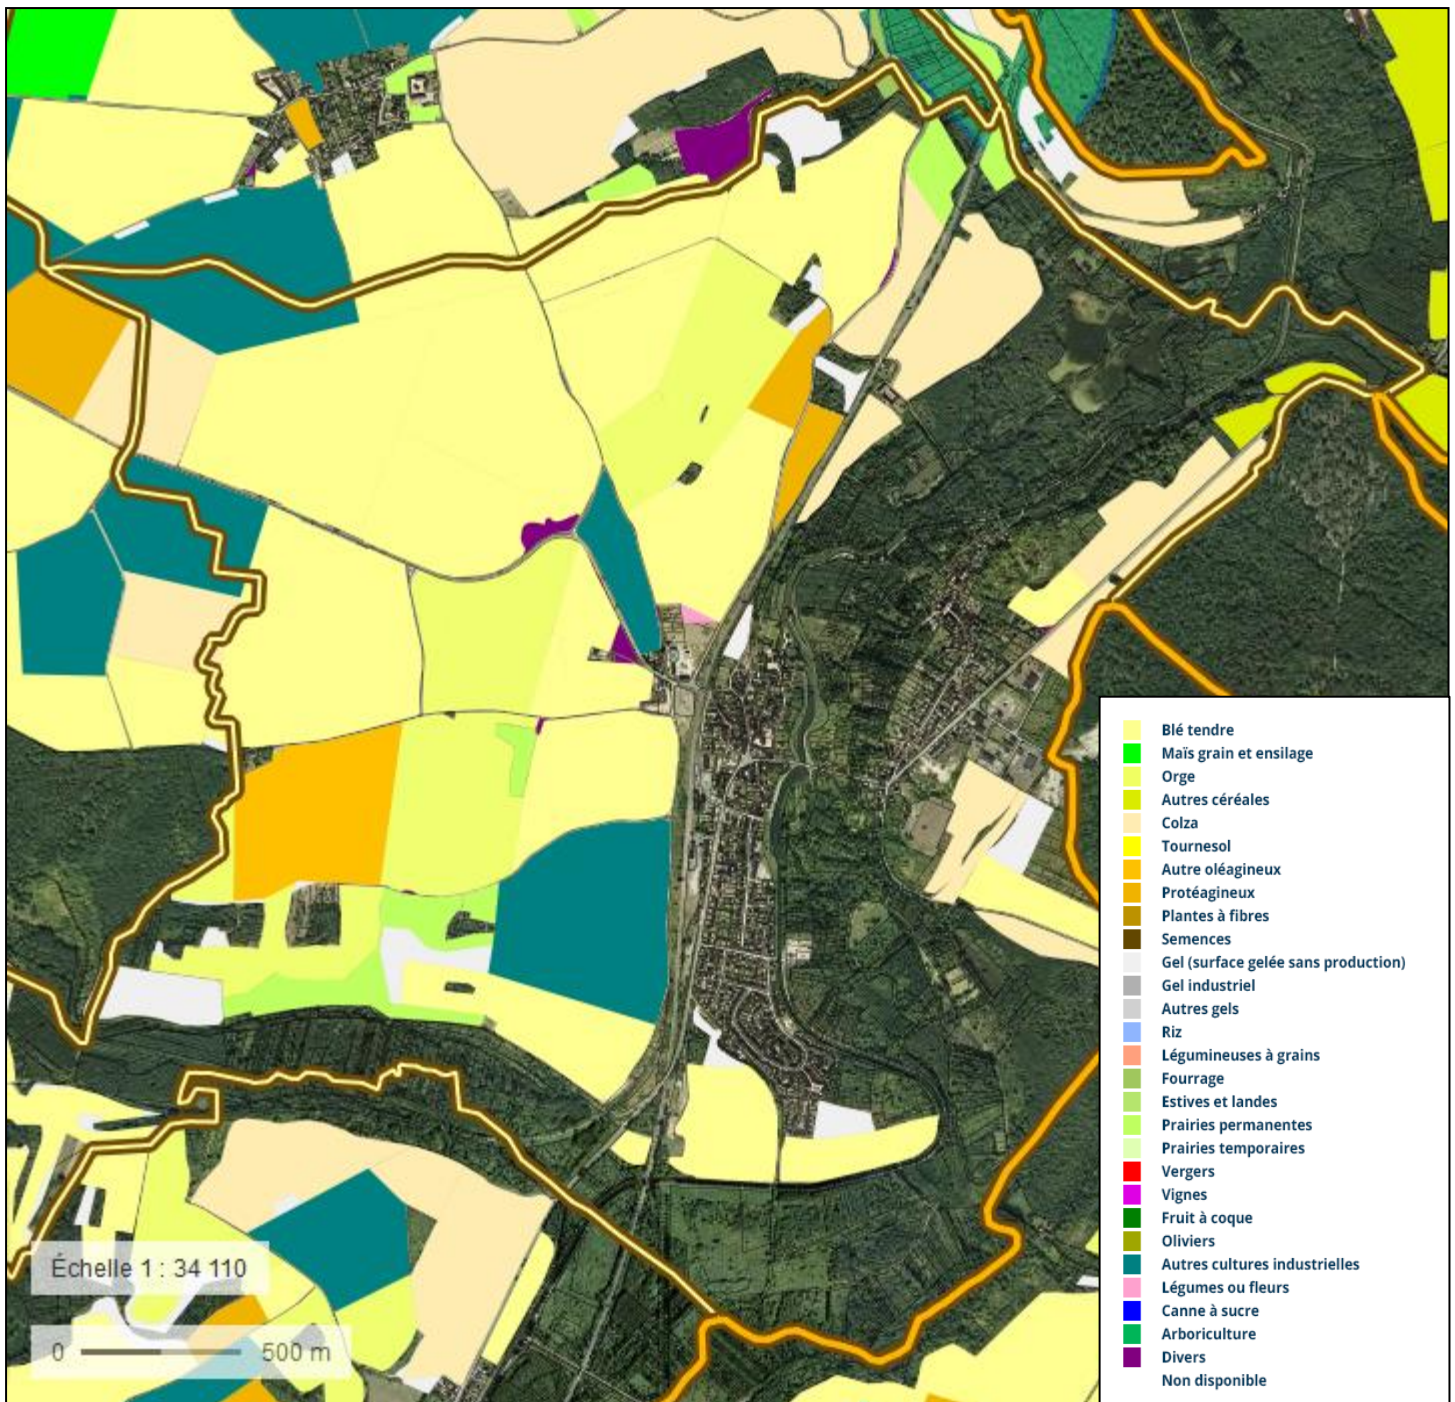 Blé tendre
Maïs grain et ensilage
Orge
Autres céréales
Colza
Tournesol
Autre oléagineux
Protéagineux
Plantes à fibres
Semences
Gel (surface gelée sans production)
Gel industriel
Autres gels
Riz
Légumineuses à grains
Fourrage
Estives et landes
Prairies permanentes
Prairies temporaires
Vergers
Vignes
Fruit à coque
Oliviers
Autres cultures industrielles
Légumes ou fleurs
Canne à sucre
Arboriculture
Divers
Non disponible
Échelle 1 : 34 110
0 500 m